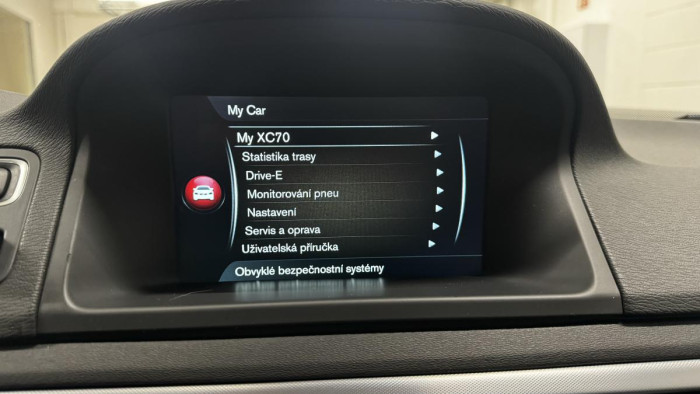 My Car
My XC70
Statistika trasy
Drive-E
Monitorování pneu
Nastavení
Servis a oprava
Uživatelská příručka
Obvyklé bezpečnostní systémy